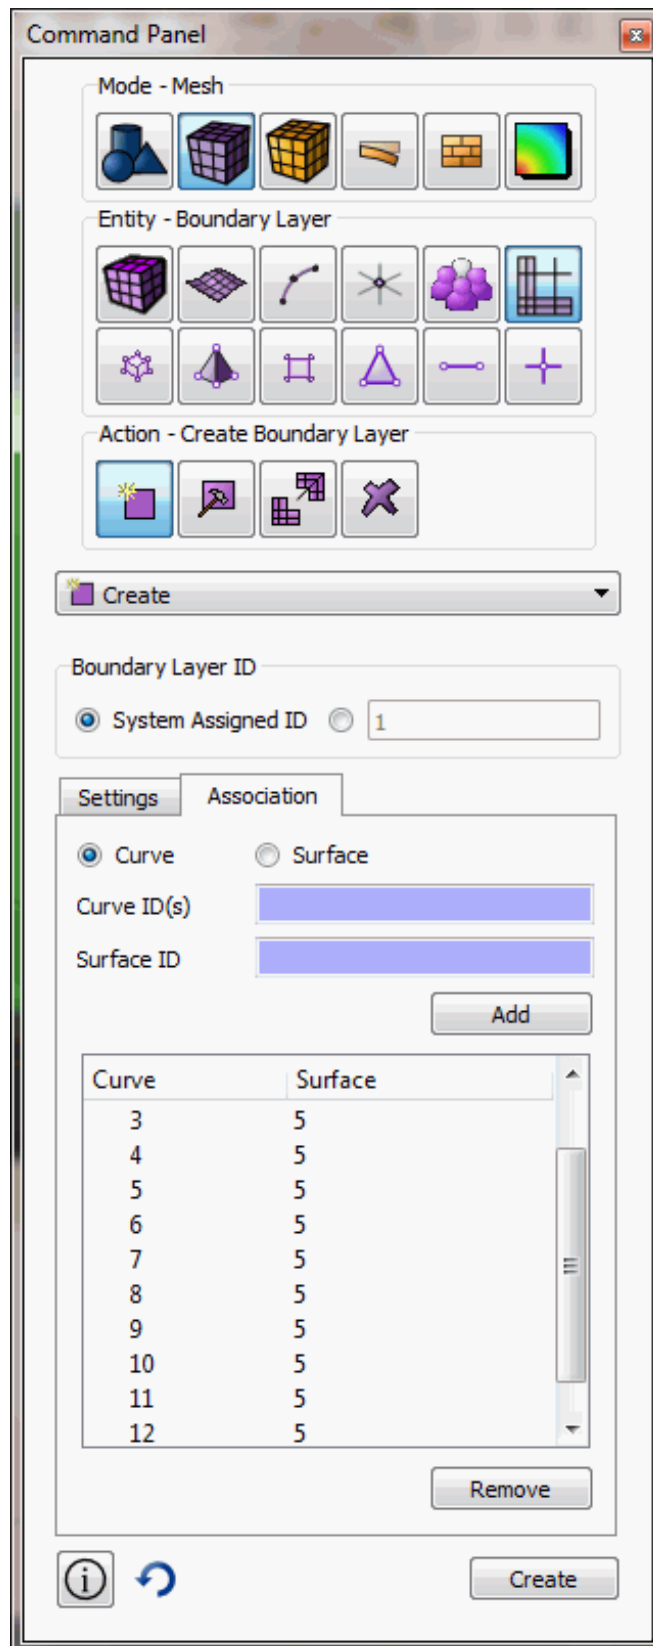 Command Panel
Mode - Mesh
Entity - Boundary Layer
Action - Create Boundary Layer
Create
Boundary Layer ID
System Assigned ID 1
Settings Association
Curve Surface
Curve ID(s)
Surface ID
Add
Curve Surface
3 5
4 5
5 5
6 5
7 5
8 5
9 5
10 5
11 5
12 5
Remove
Create